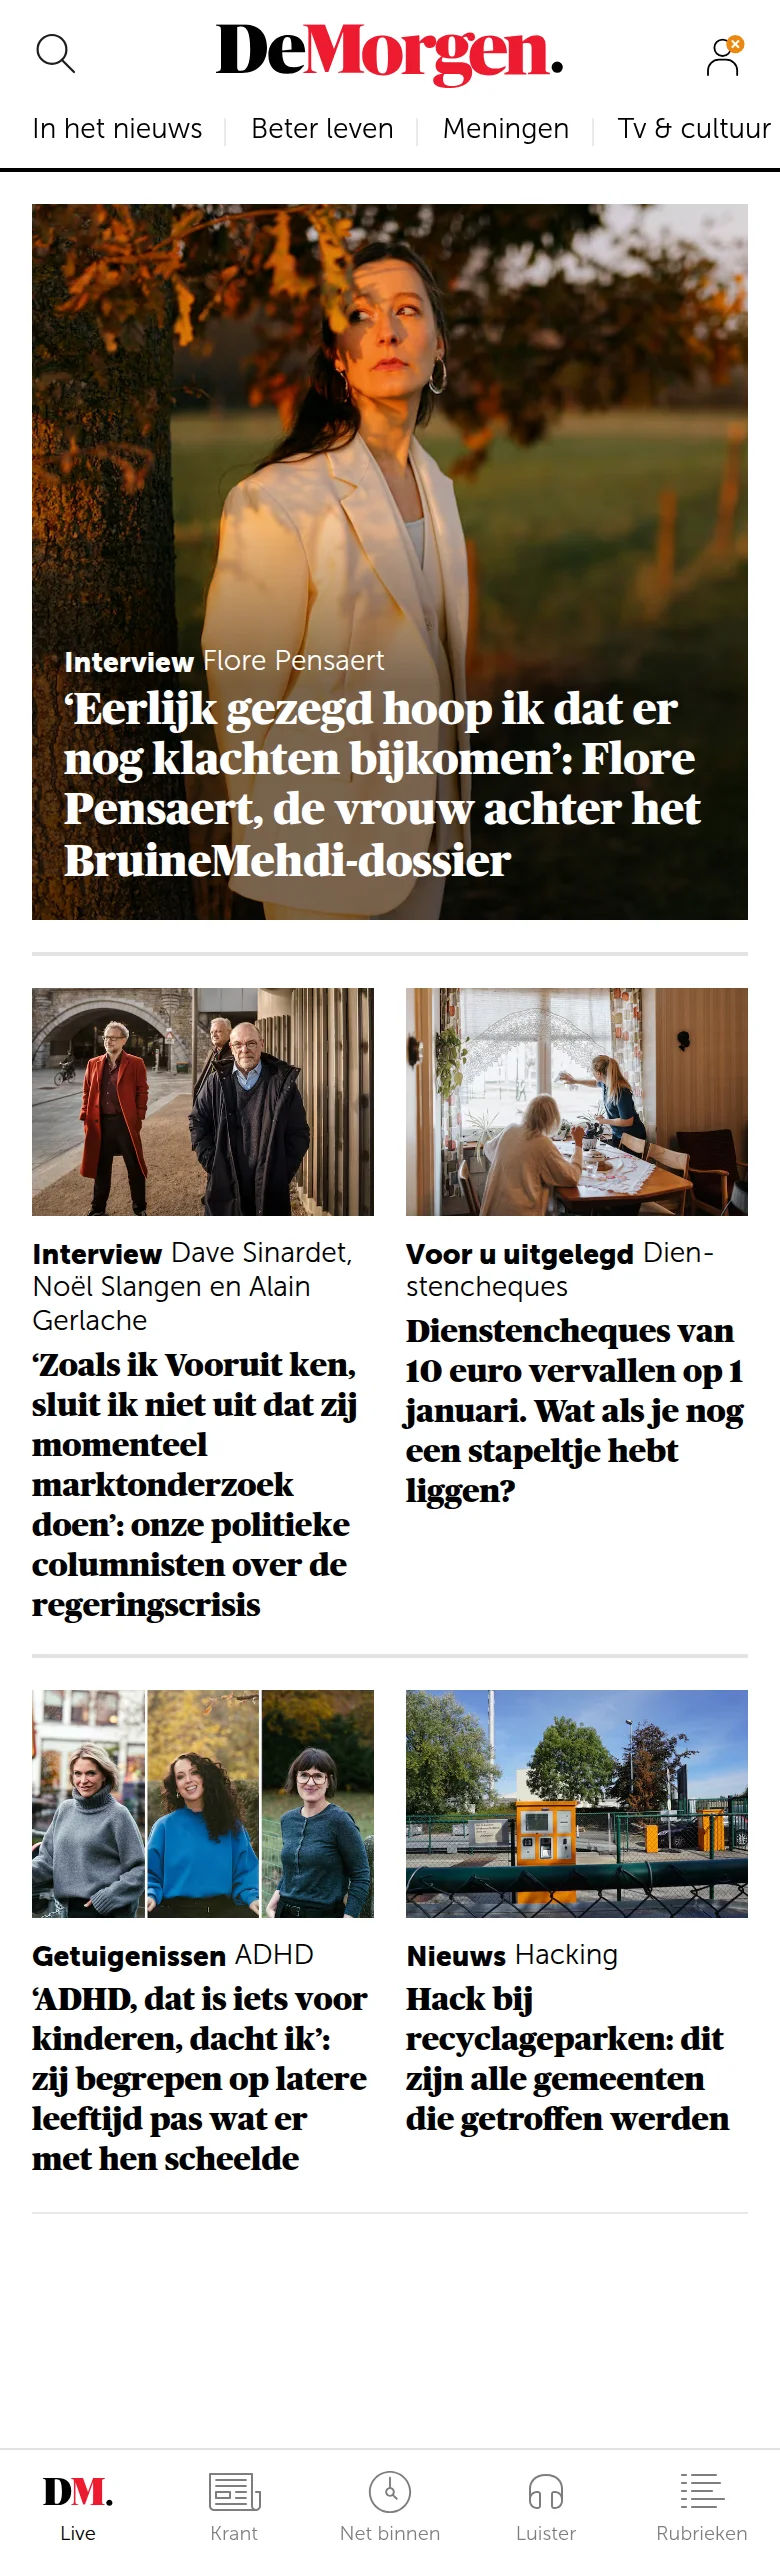 DeMorgen.
In het nieuws
Beter leven
Meningen
Tv & cultuur
Interview Flore Pensaert
‘Eerlijk gezegd hoop ik dat er
nog klachten bijkomen’: Flore
Pensaert, de vrouw achter het
BruineMehdi-dossier
Interview Dave Sinardet,
Noël Slangen en Alain
Gerlache
‘Zoals ik Vooruit ken,
sluit ik niet uit dat zij
momenteel
marktonderzoek
doen’: onze politieke
columnisten over de
regeringscrisis
Voor u uitgelegd Dien-
stencheques
Dienstencheques van
10 euro vervallen op 1
januari. Wat als je nog
een stapeltje hebt
liggen?
Getuigenissen ADHD
‘ADHD, dat is iets voor
kinderen, dacht ik’:
zij begrepen op latere
leeftijd pas wat er
met hen scheelde
Nieuws Hacking
Hack bij
recyclageparken: dit
zijn alle gemeenten
die getroffen werden
DM.
Live
Krant
Net binnen
Luister
Rubrieken